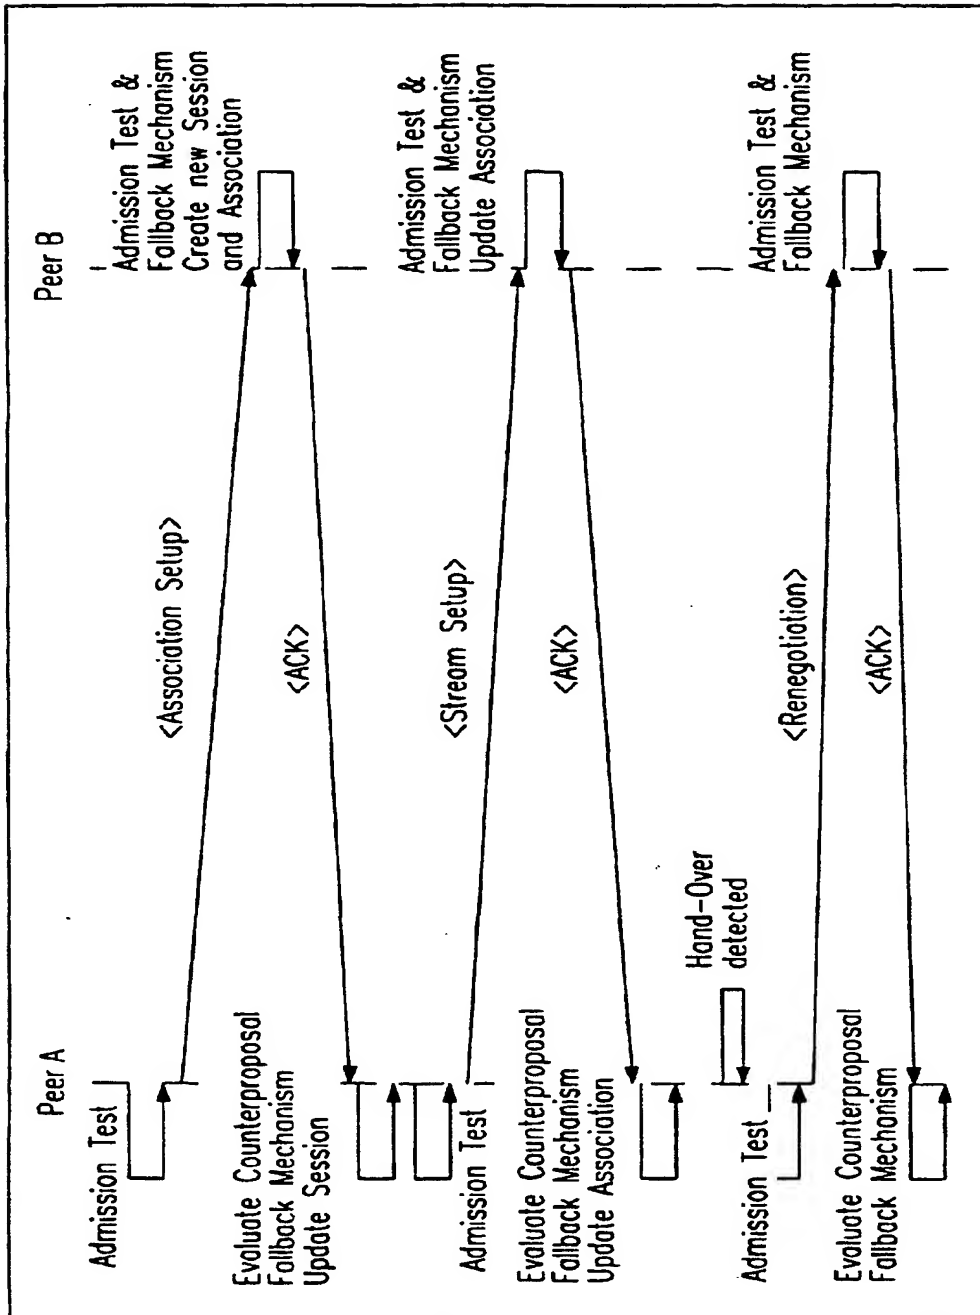 Peer A
Peer B
Admission Test
<Association Setup>
Admission Test &
Fallback Mechanism
Create new Session
and Association
<ACK>
Evaluate Counterproposal
Fallback Mechanism
Update Session
Admission Test
<Stream Setup>
Admission Test &
Fallback Mechanism
Update Association
<ACK>
Evaluate Counterproposal
Fallback Mechanism
Update Association
Hand-Over
detected
Admission Test
<Renegotiation>
Admission Test &
Fallback Mechanism
<ACK>
Evaluate Counterproposal
Fallback Mechanism